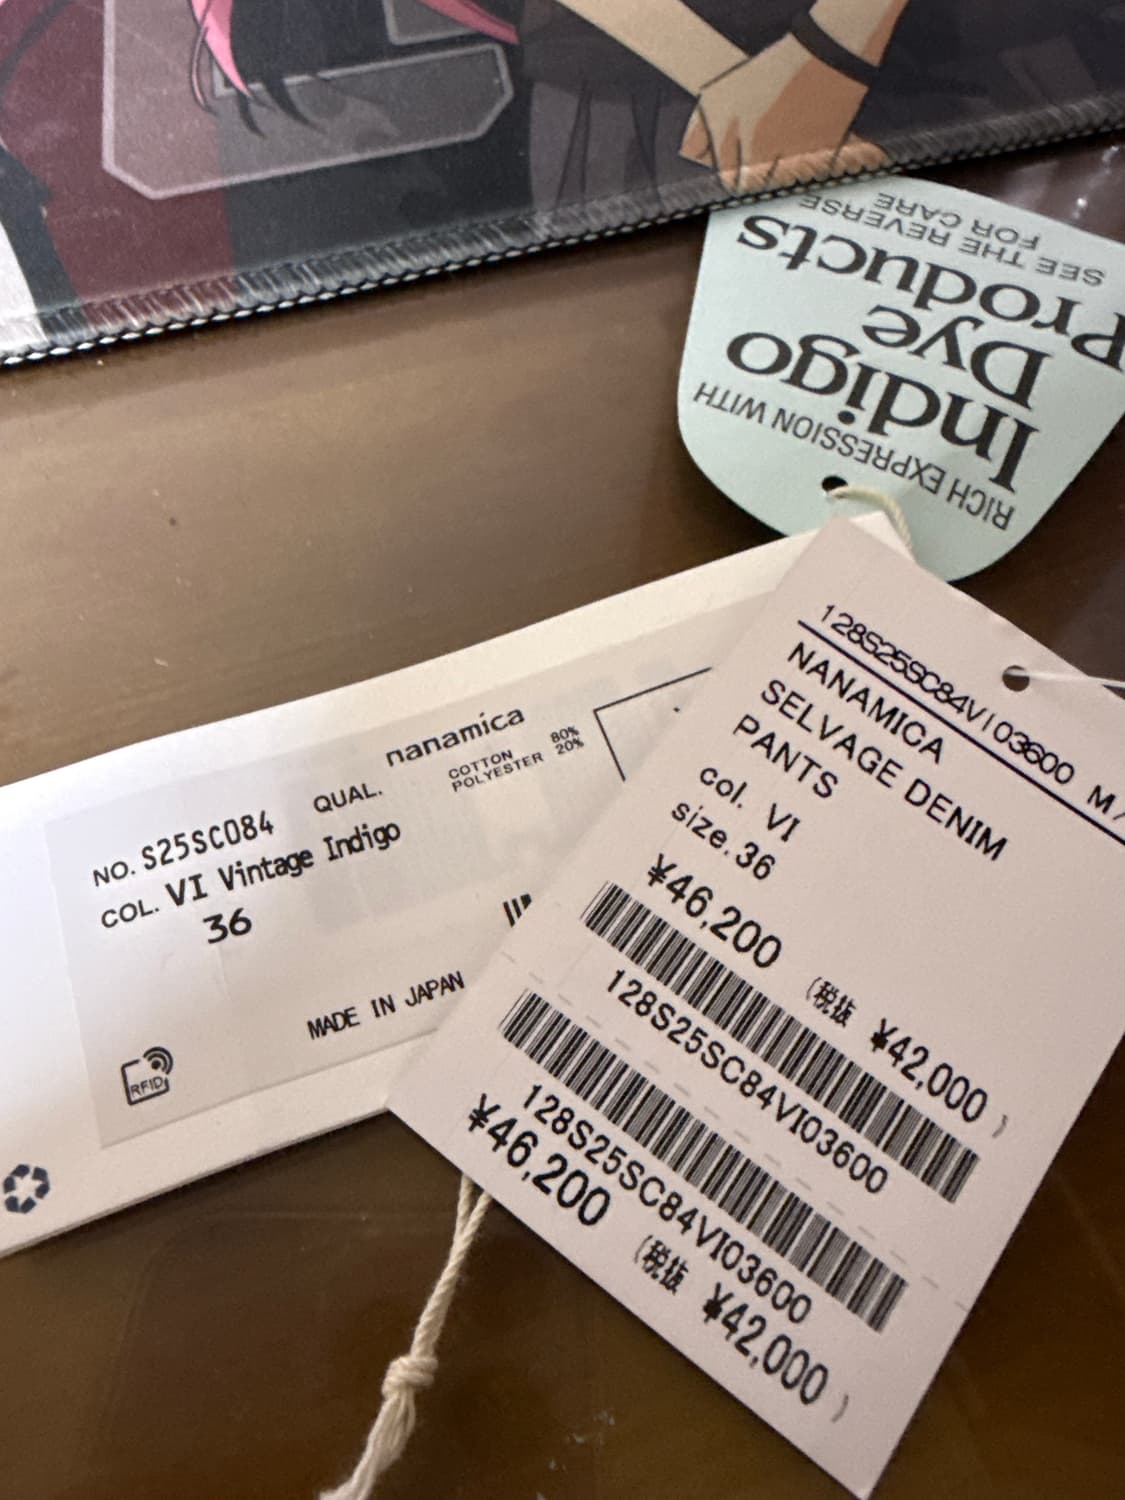 SEE THE REVERSE
FOR CARE
Indigo
Dye
Products
RICH EXPRESSION WITH
nanamica
NO. S25SC084 QUAL. COTTON 80%
POLYESTER 20%
COL. VI Vintage Indigo
36
MADE IN JAPAN
RFID
128S25SC84VI03600 M/
NANAMICA
SELVAGE DENIM
PANTS
col. VI
size.36
¥46,200
(税抜 ¥42,000)
128S25SC84VI03600
128S25SC84VI03600
¥46,200
(税抜 ¥42,000)